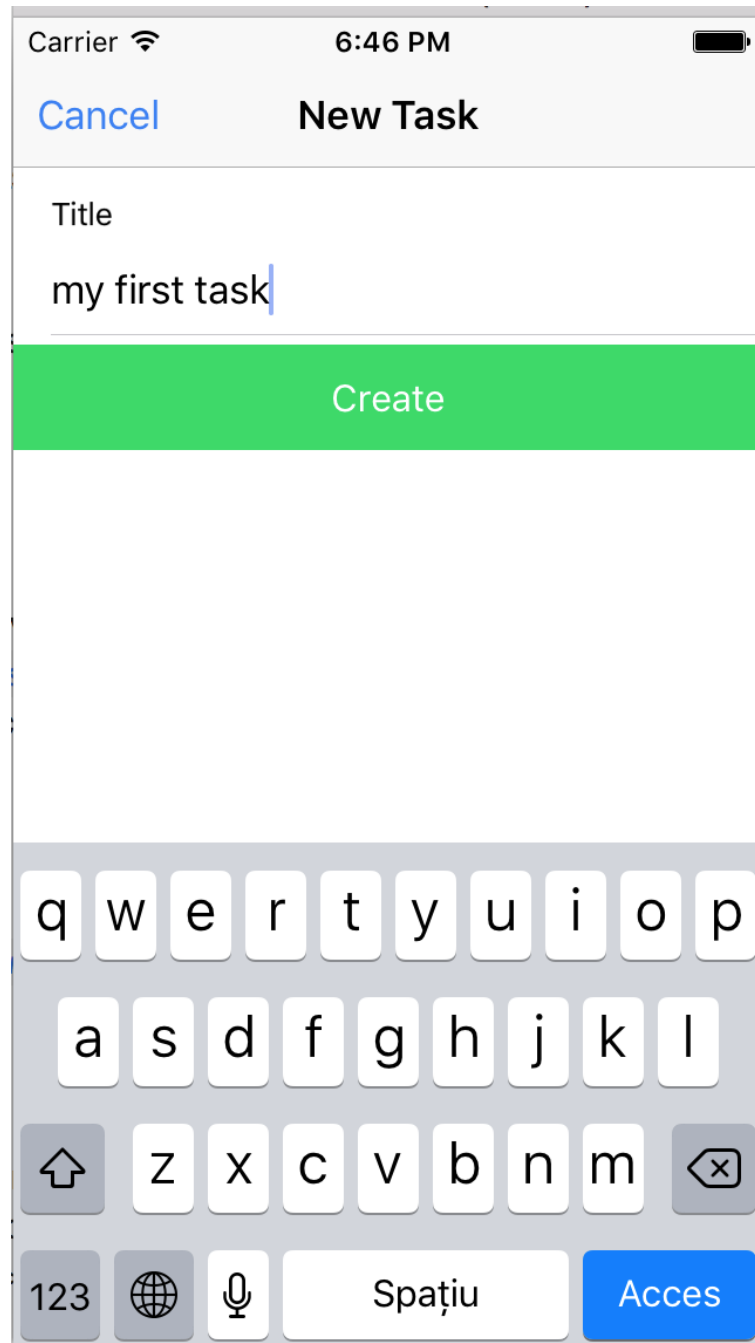 Carrier 6:46 PM
Cancel New Task
Title
my first task
Create
q w e r t y u i o p
a s d f g h j k l
z x c v b n m
123 Spațiu Acces